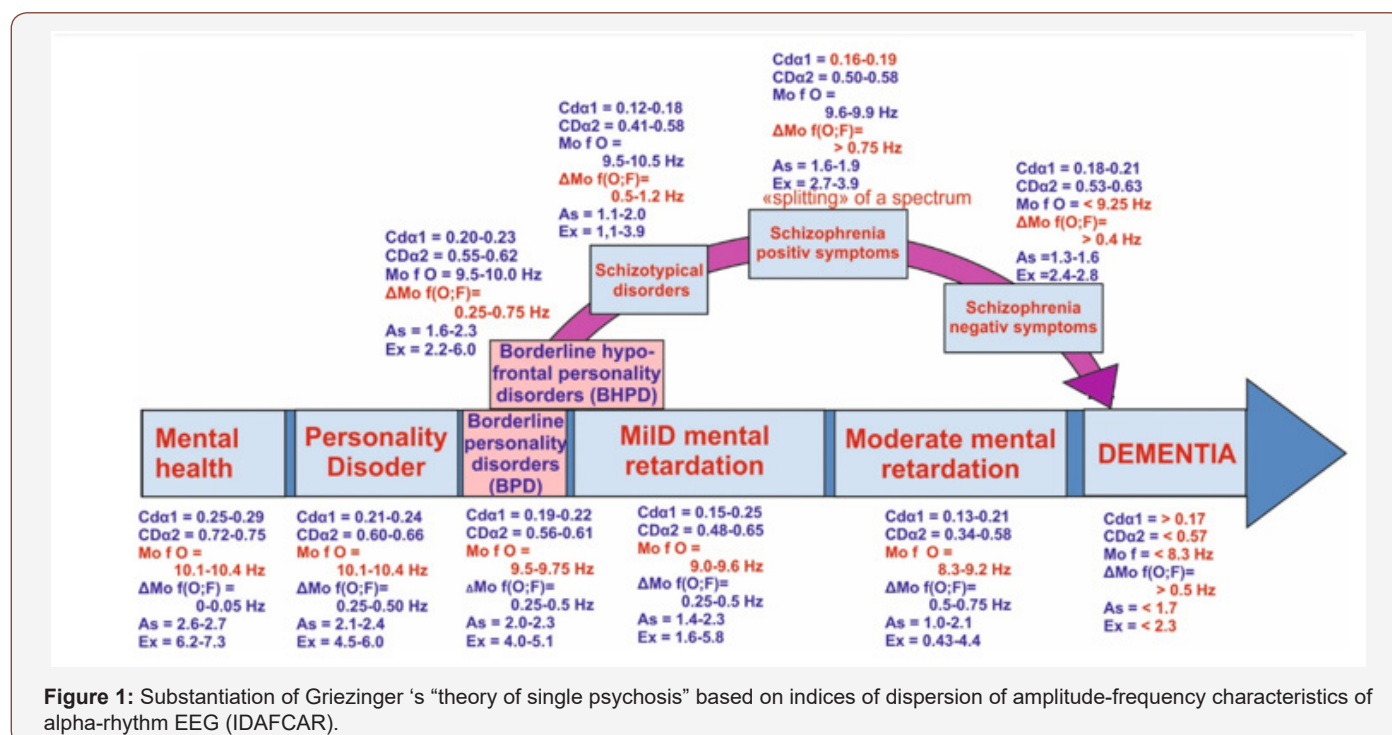 Cdα1 = 0.16-0.19
CDα2 = 0.50-0.58
Mo f O =
9.6-9.9 Hz
ΔMo f(O;F)=
> 0.75 Hz
As = 1.6-1.9
Ex = 2.7-3.9
«splitting» of a spectrum
Cdα1 = 0.12-0.18
CDα2 = 0.41-0.58
Mo f O =
9.5-10.5 Hz
ΔMo f(O;F)=
0.5-1.2 Hz
As = 1.1-2.0
Ex = 1,1-3.9
Cdα1 = 0.18-0.21
CDα2 = 0.53-0.63
Mo f O = < 9.25 Hz
ΔMo f(O;F)=
> 0.4 Hz
As =1.3-1.6
Ex =2.4-2.8
Cdα1 = 0.20-0.23
CDα2 = 0.55-0.62
Mo f O = 9.5-10.0 Hz
ΔMo f(O;F)=
0.25-0.75 Hz
As = 1.6-2.3
Ex = 2.2-6.0
Schizotypical
disorders
Schizophrenia
positiv symptoms
Schizophrenia
negativ symptoms
Borderline hypo-
frontal personality
disorders (BHPD)
Mental
health
Personality
Disoder
Borderline
personality
disorders
(BPD)
MilD mental
retardation
Moderate mental
retardation
DEMENTIA
Cdα1 = 0.25-0.29
CDα2 = 0.72-0.75
Mo f O =
10.1-10.4 Hz
ΔMo f(O;F)=
0-0.05 Hz
As = 2.6-2.7
Ex = 6.2-7.3
Cdα1 = 0.21-0.24
CDα2 = 0.60-0.66
Mo f O =
10.1-10.4 Hz
ΔMo f(O;F)=
0.25-0.50 Hz
As = 2.1-2.4
Ex = 4.5-6.0
Cdα1 = 0.19-0.22
CDα2 = 0.56-0.61
Mo f O =
9.5-9.75 Hz
ΔMo f(O;F)=
0.25-0.5 Hz
As = 2.0-2.3
Ex = 4.0-5.1
Cdα1 = 0.15-0.25
CDα2 = 0.48-0.65
Mo f O =
9.0-9.6 Hz
ΔMo f(O;F)=
0.25-0.5 Hz
As = 1.4-2.3
Ex = 1.6-5.8
Cdα1 = 0.13-0.21
CDα2 = 0.34-0.58
Mo f O =
8.3-9.2 Hz
ΔMo f(O;F)=
0.5-0.75 Hz
As = 1.0-2.1
Ex = 0.43-4.4
Cdα1 = > 0.17
CDα2 = < 0.57
Mo f = < 8.3 Hz
ΔMo f(O;F)=
> 0.5 Hz
As = < 1.7
Ex = < 2.3
Figure 1: Substantiation of Griezinger ‘s “theory of single psychosis” based on indices of dispersion of amplitude-frequency characteristics of
alpha-rhythm EEG (IDAFCAR).